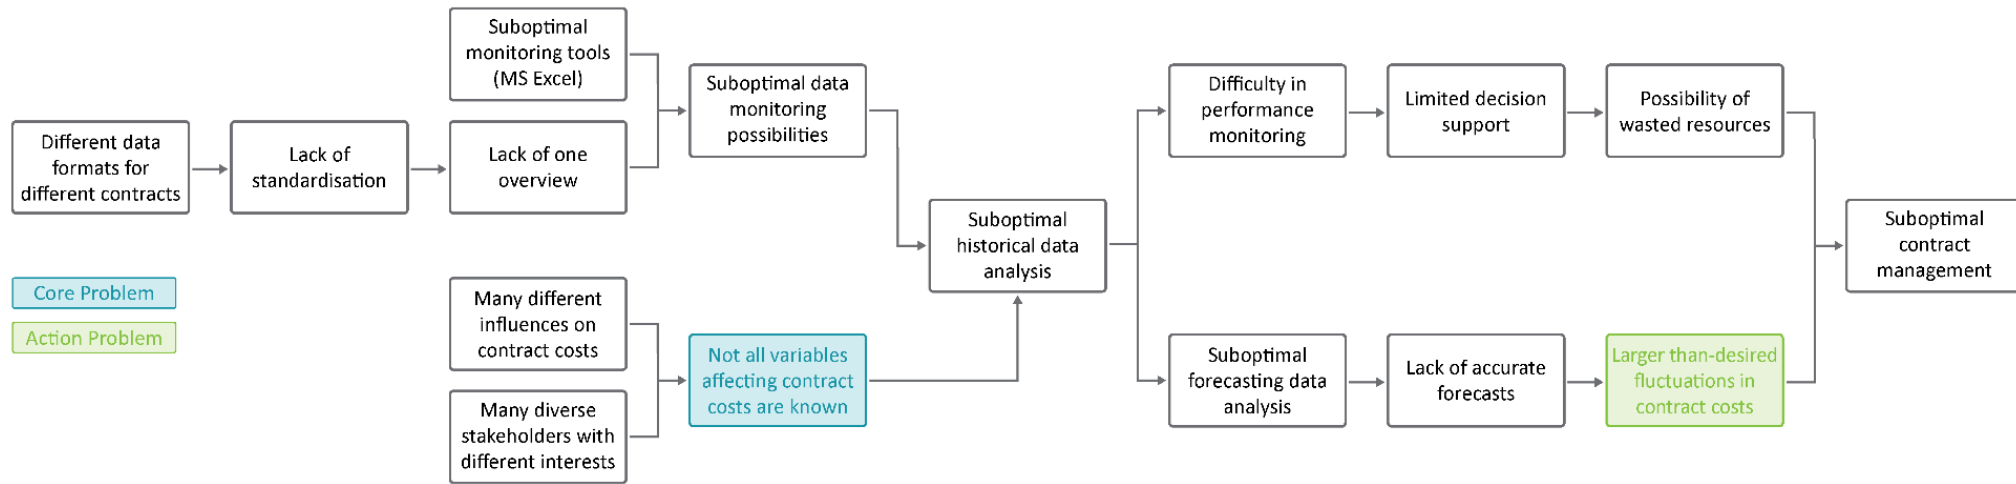 Different data
formats for
different contracts
Lack of
standardisation
Suboptimal
monitoring tools
(MS Excel)
Lack of one
overview
Suboptimal data
monitoring
possibilities
Core Problem
Action Problem
Many different
influences on
contract costs
Many diverse
stakeholders with
different interests
Not all variables
affecting contract
costs are known
Suboptimal
historical data
analysis
Difficulty in
performance
monitoring
Limited decision
support
Possibility of
wasted resources
Suboptimal
forecasting data
analysis
Lack of accurate
forecasts
Larger than-desired
fluctuations in
contract costs
Suboptimal
contract
management